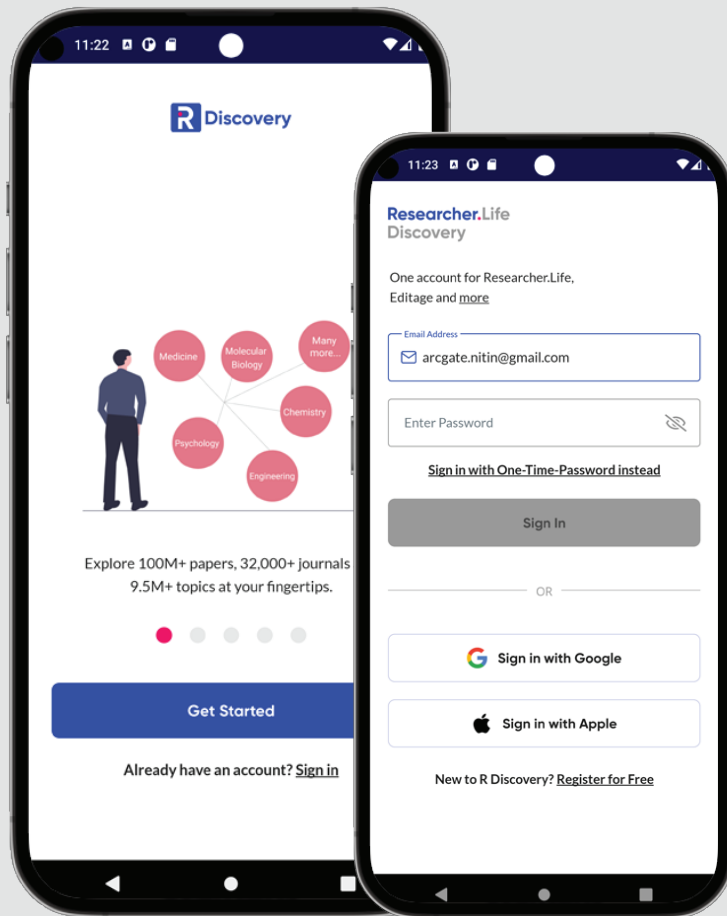 11:22
R Discovery
Medicine
Molecular
Biology
Many
more...
Chemistry
Psychology
Engineering
Explore 100M+ papers, 32,000+ journals
9.5M+ topics at your fingertips.
Get Started
Already have an account? Sign in
11:23
Researcher.Life
Discovery
One account for Researcher.Life,
Editage and more
Email Address
arcgate.nitin@gmail.com
Enter Password
Sign in with One-Time-Password instead
Sign In
OR
Sign in with Google
Sign in with Apple
New to R Discovery? Register for Free